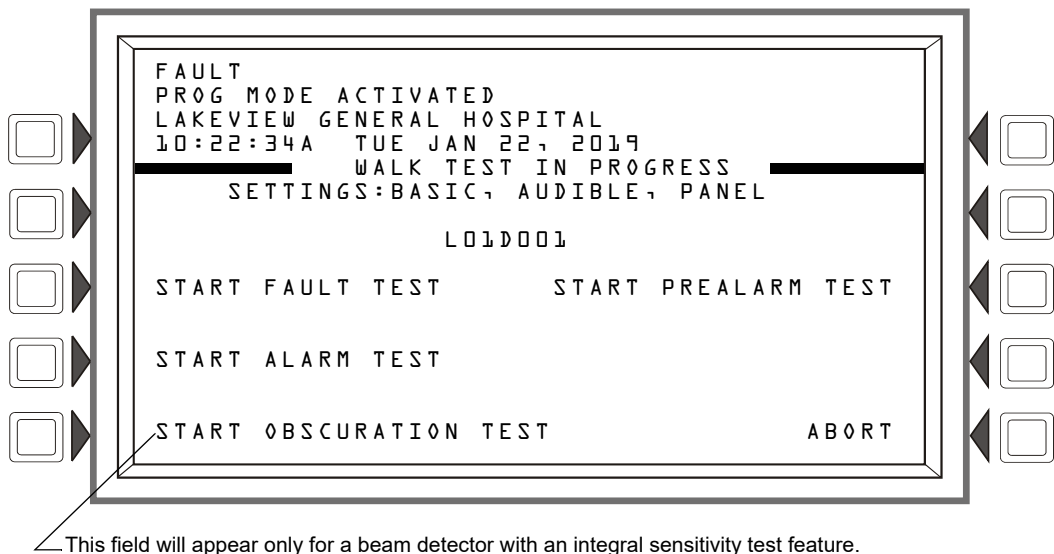 FAULT
PROG MODE ACTIVATED
LAKEVIEW GENERAL HOSPITAL
10:22:34A TUE JAN 22, 2019
WALK TEST IN PROGRESS
SETTINGS:BASIC, AUDIBLE, PANEL
L01D001
START FAULT TEST START PREALARM TEST
START ALARM TEST
START OBSCURATION TEST ABORT
This field will appear only for a beam detector with an integral sensitivity test feature.